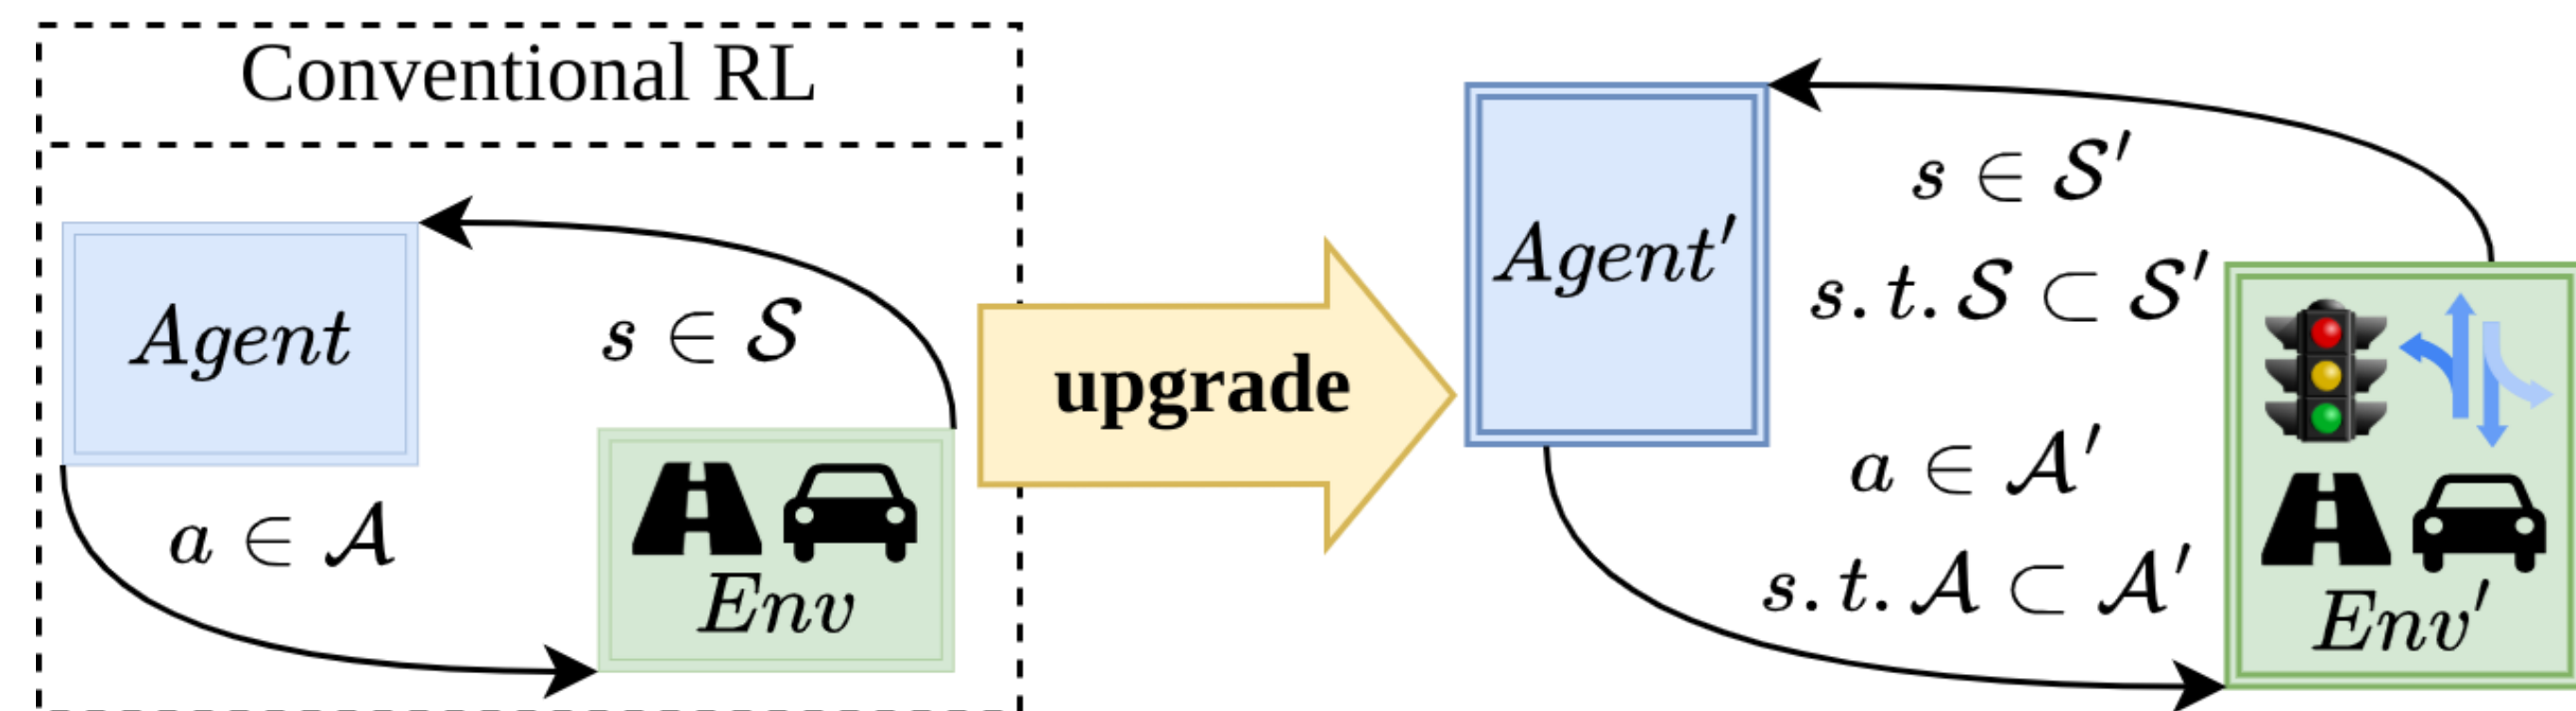 Conventional RL
Agent
s ∈ 𝒮
a ∈ 𝒜
Env
upgrade
Agent′
s ∈ 𝒮′
s.t. 𝒮 ⊂ 𝒮′
a ∈ 𝒜′
s.t. 𝒜 ⊂ 𝒜′
Env′